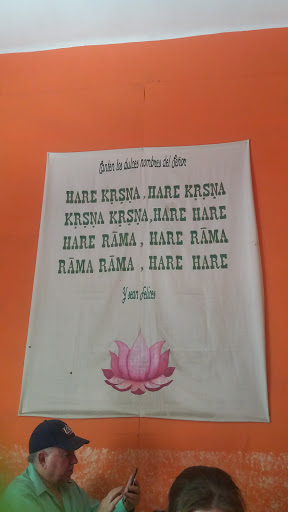 Canten los dulces nombres del Señor
HARE KṚṢṆA, HARE KṚṢṆA
KṚṢṆA KṚṢṆA, HARE HARE
HARE RĀMA, HARE RĀMA
RĀMA RĀMA, HARE HARE
Y sean felices